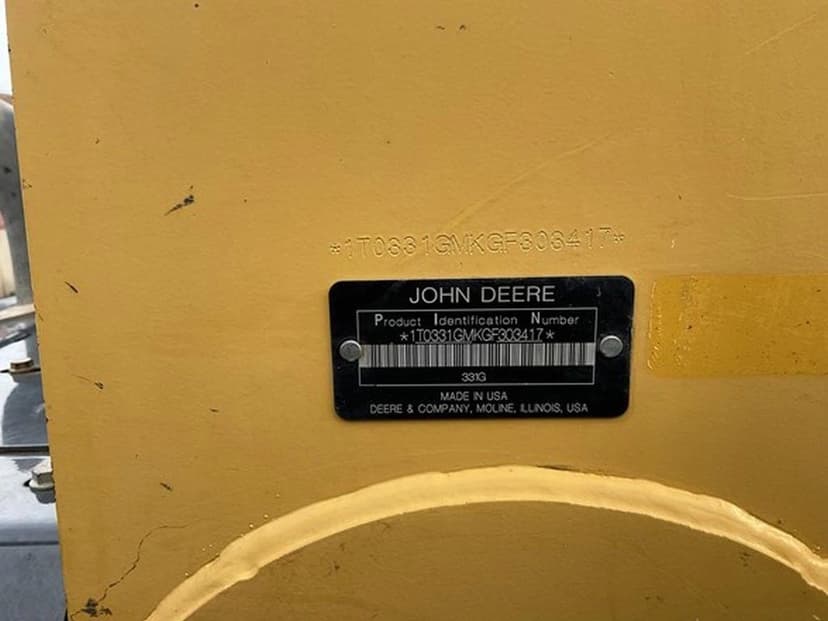 *1T0331GMKGF303417*
JOHN DEERE
Product Identification Number
*1T0331GMKGF303417*
331G
MADE IN USA
DEERE & COMPANY, MOLINE, ILLINOIS, USA